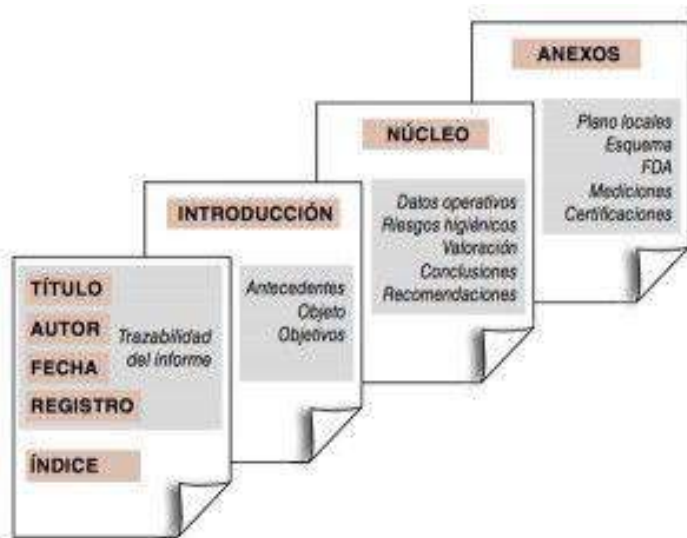 TÍTULO
AUTOR
FECHA
REGISTRO
Trazabilidad
del informe
ÍNDICE
INTRODUCCIÓN
Antecedentes
Objeto
Objetivos
NÚCLEO
Datos operativos
Riesgos higiénicos
Valoración
Conclusiones
Recomendaciones
ANEXOS
Plano locales
Esquema
FDA
Mediciones
Certificaciones